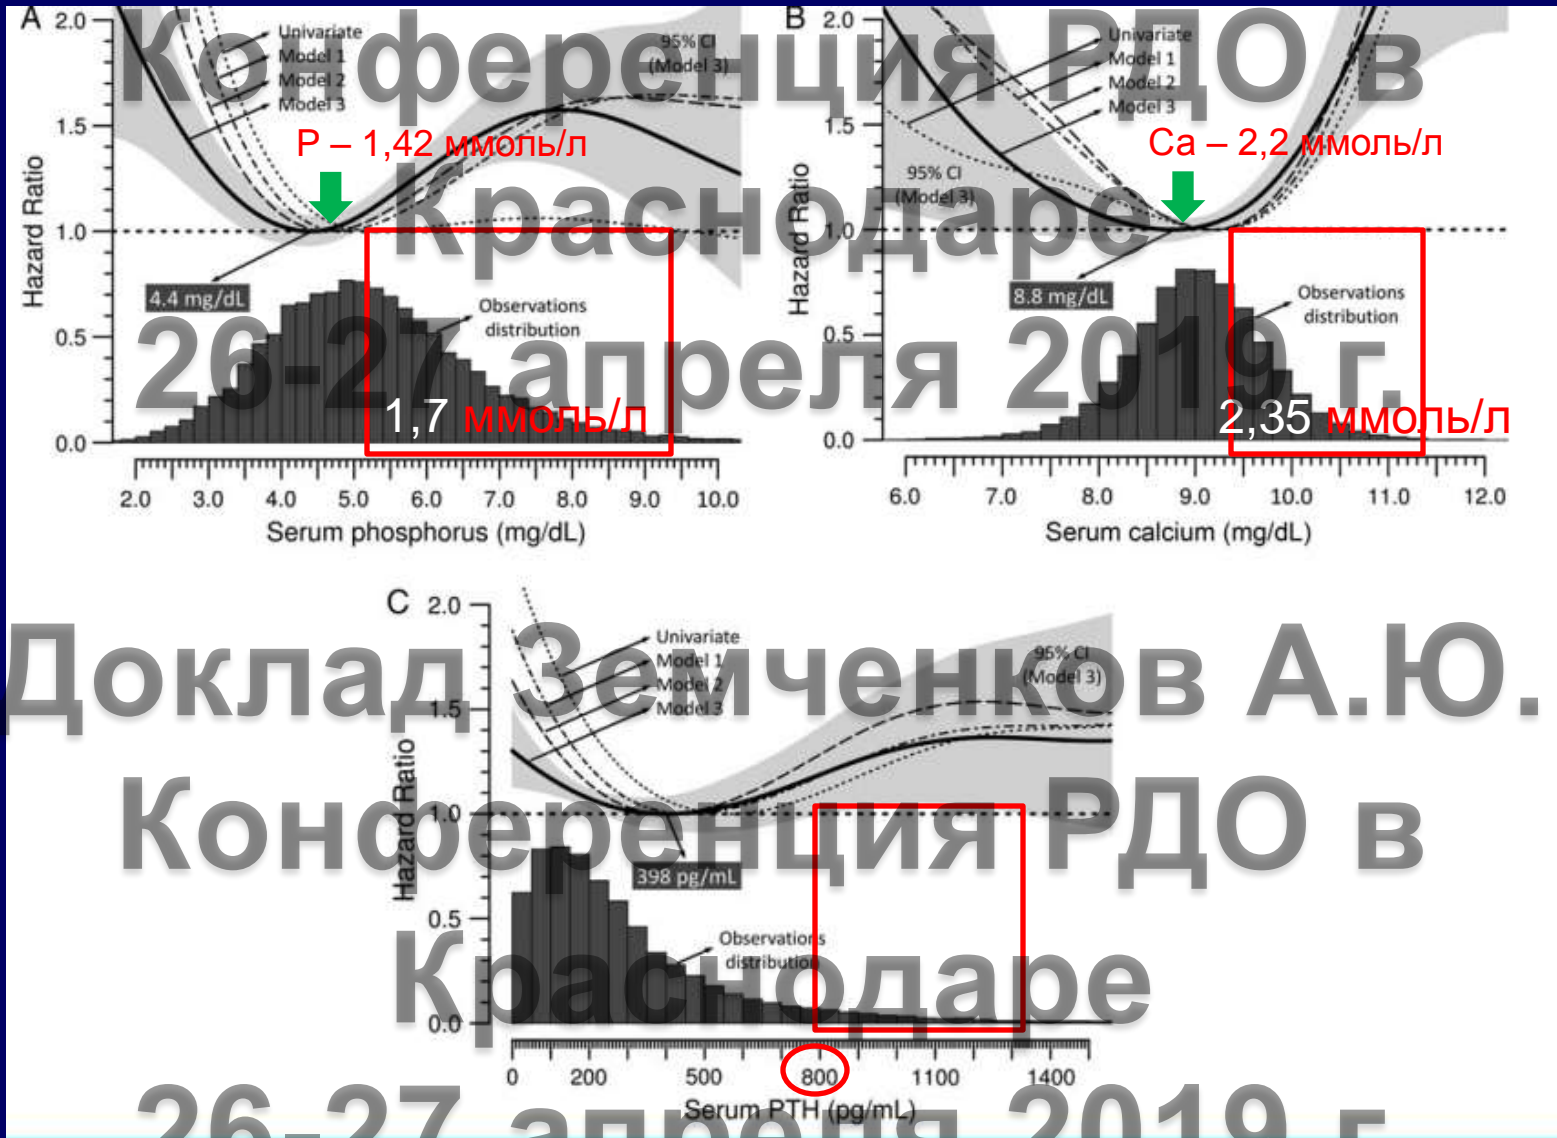 A
2.0
1.5
1.0
0.5
0.0
Hazard Ratio
Univariate
Model 1
Model 2
Model 3
95% CI
(Model 3)
P – 1,42 ммоль/л
4.4 mg/dL
Observations
distribution
1,7 ммоль/л
2.0 3.0 4.0 5.0 6.0 7.0 8.0 9.0 10.0
Serum phosphorus (mg/dL)
B
2.0
1.5
1.0
0.5
0.0
Hazard Ratio
Univariate
Model 1
Model 2
Model 3
95% CI
(Model 3)
Ca – 2,2 ммоль/л
8.8 mg/dL
Observations
distribution
2,35 ммоль/л
6.0 7.0 8.0 9.0 10.0 11.0 12.0
Serum calcium (mg/dL)
C
2.0
1.5
1.0
0.5
0.0
Hazard Ratio
Univariate
Model 1
Model 2
Model 3
95% CI
(Model 3)
398 pg/mL
Observations
distribution
0 200 500 800 1100 1400
Serum PTH (pg/mL)
Конференция РДО в
Краснодаре
26-27 апреля 2019 г.
Доклад Земченков А.Ю.
Конференция РДО в
Краснодаре
26-27 апреля 2019 г